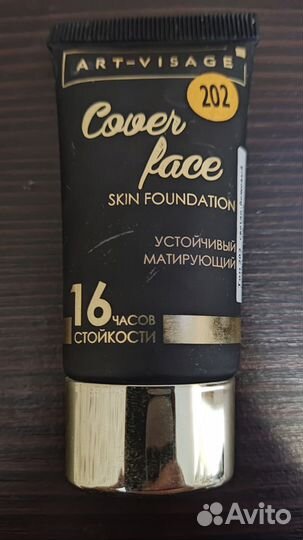 ART-VISAGE
202
Cover
face
SKIN FOUNDATION
УСТОЙЧИВЫЙ
МАТИРУЮЩИЙ
16 ЧАСОВ
СТОЙКОСТИ
Avito